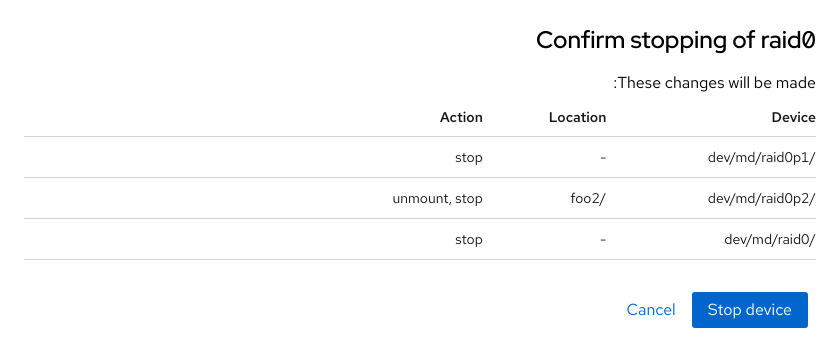 Confirm stopping of raid0
:These changes will be made
Device Location Action
dev/md/raid0p1/ - stop
dev/md/raid0p2/ foo2/ unmount, stop
dev/md/raid0/ - stop
Stop device Cancel